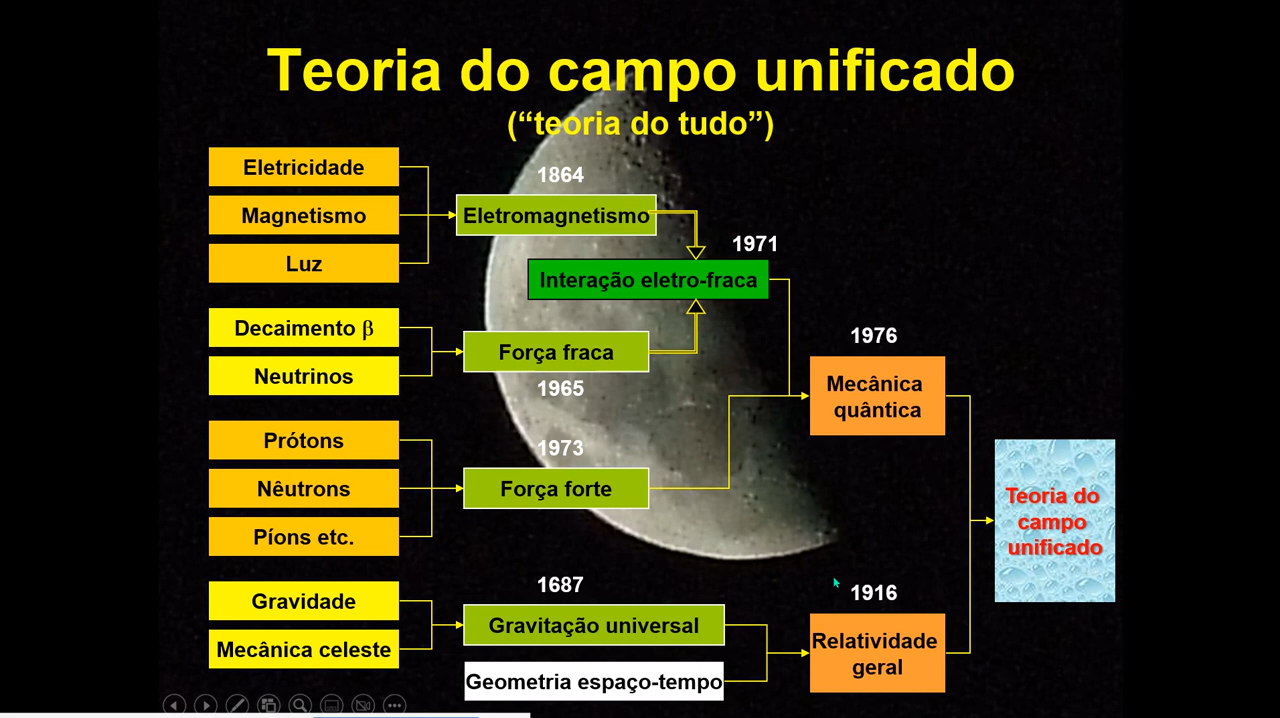 Teoria do campo unificado
(“teoria do tudo”)
Eletricidade
Magnetismo
Luz
1864
Eletromagnetismo
1971
Interação eletro-fraca
Decaimento β
Neutrinos
Força fraca
1965
1976
Mecânica
quântica
Prótons
Nêutrons
Píons etc.
1973
Força forte
Teoria do
campo
unificado
Gravidade
Mecânica celeste
1687
Gravitação universal
Geometria espaço-tempo
1916
Relatividade
geral